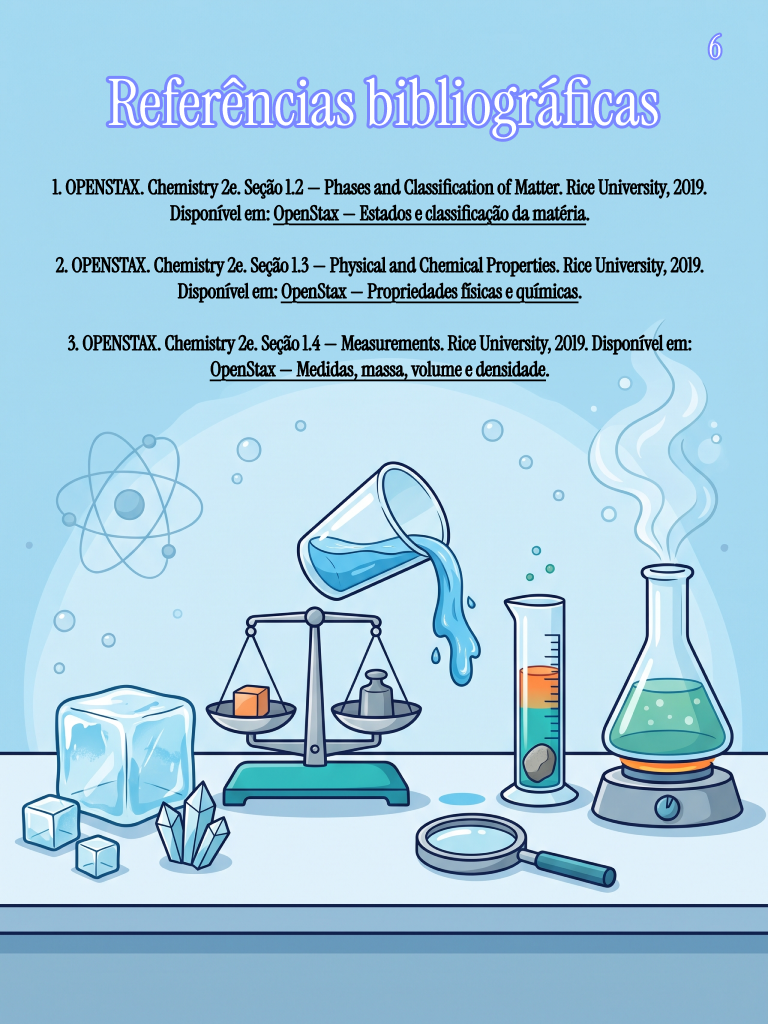 6
Referências bibliográficas
1. OPENSTAX. Chemistry 2e. Seção 1.2 — Phases and Classification of Matter. Rice University, 2019.
Disponível em: OpenStax — Estados e classificação da matéria.
2. OPENSTAX. Chemistry 2e. Seção 1.3 — Physical and Chemical Properties. Rice University, 2019.
Disponível em: OpenStax — Propriedades físicas e químicas.
3. OPENSTAX. Chemistry 2e. Seção 1.4 — Measurements. Rice University, 2019. Disponível em:
OpenStax — Medidas, massa, volume e densidade.